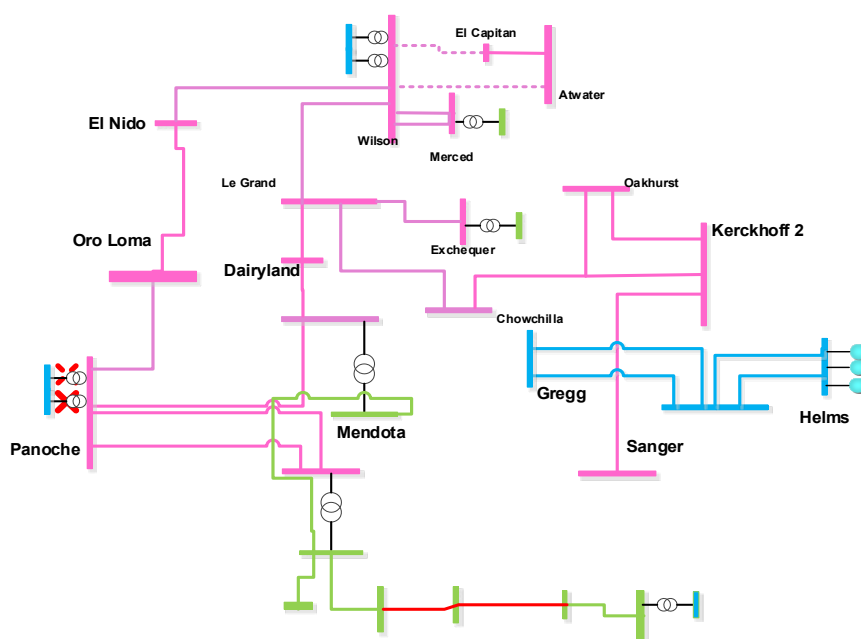 El Capitan
Atwater
El Nido
Wilson
Merced
Le Grand
Oakhurst
Oro Loma
Exchequer
Kerckhoff 2
Dairyland
Chowchilla
Gregg
Helms
Mendota
Panoche
Sanger